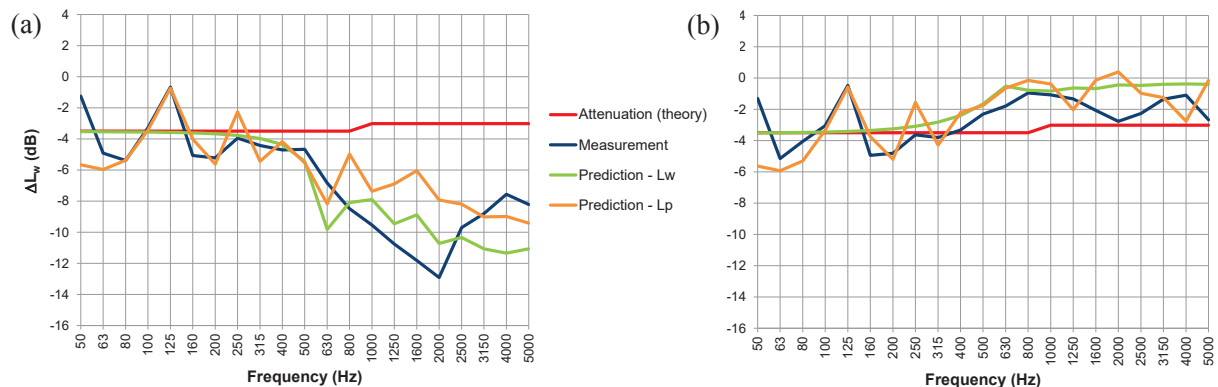 (a)
4
2
0
-2
-4
-6
-8
-10
-12
-14
-16
ΔLw (dB)
50 63 80 100 125 160 200 250 315 400 500 630 800 1000 1250 1600 2000 2500 3150 4000 5000
Frequency (Hz)
Attenuation (theory)
Measurement
Prediction - Lw
Prediction - Lp
(b)
4
2
0
-2
-4
-6
-8
-10
-12
-14
-16
50 63 80 100 125 160 200 250 315 400 500 630 800 1000 1250 1600 2000 2500 3150 4000 5000
Frequency (Hz)